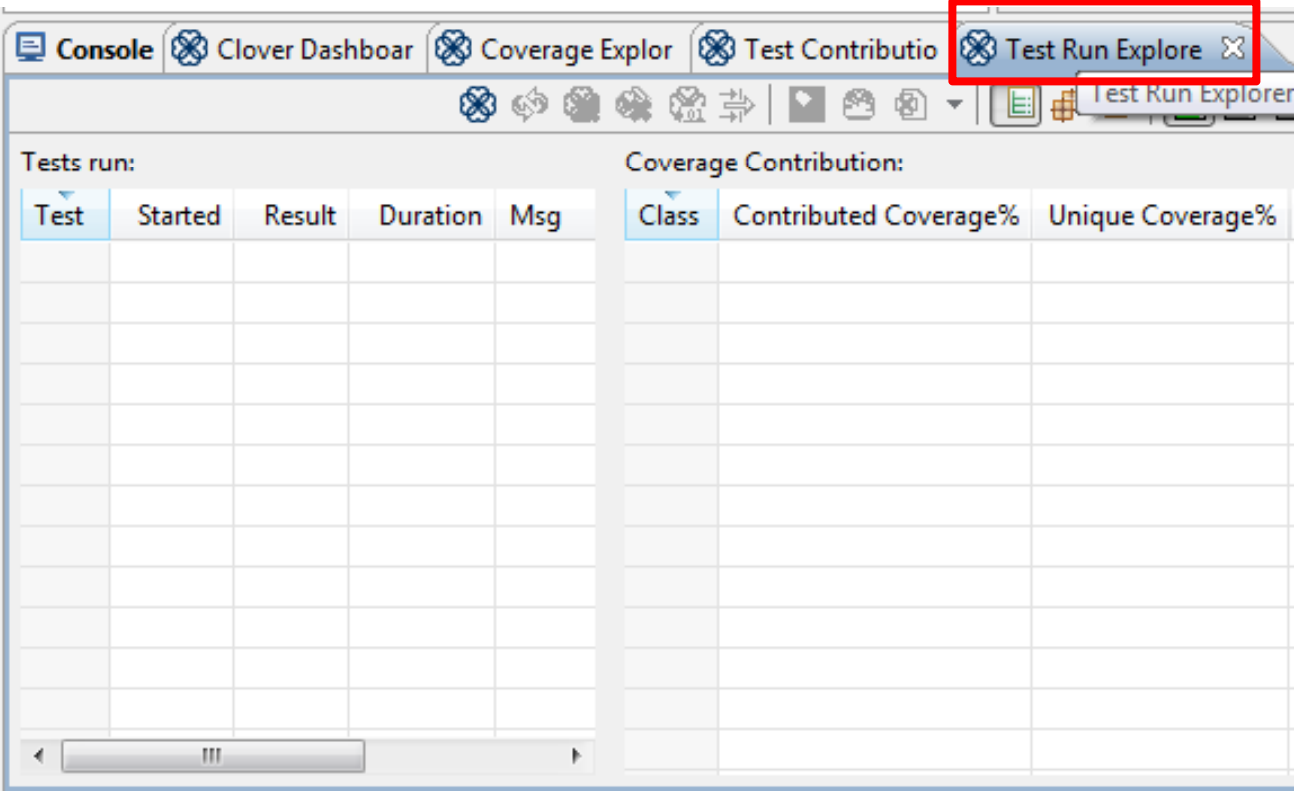 Console Clover Dashboar Coverage Explor Test Contributio Test Run Explore
Test Run Explorer
Tests run: Coverage Contribution:
Test Started Result Duration Msg Class Contributed Coverage% Unique Coverage%